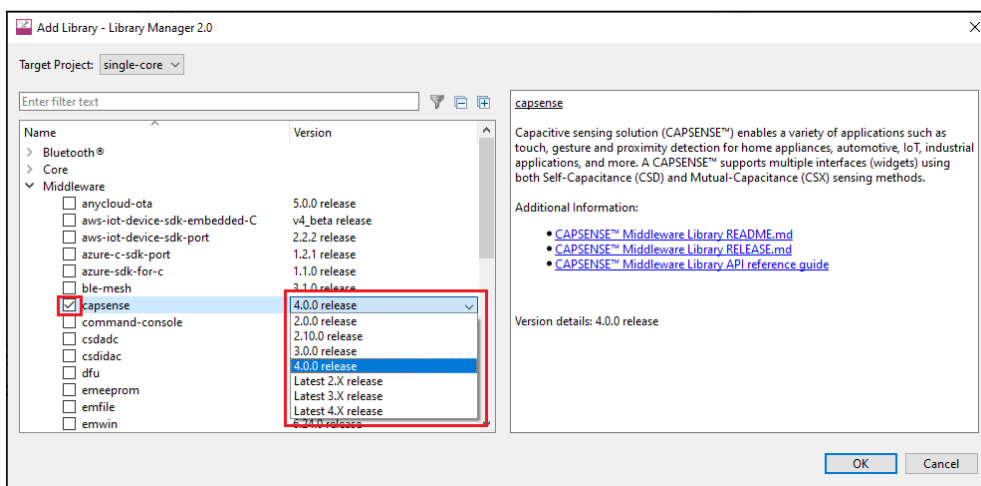 Add Library - Library Manager 2.0
Target Project: single-core
Enter filter text
Name Version
Bluetooth®
Core
Middleware
anycloud-ota 5.0.0 release
aws-iot-device-sdk-embedded-C v4_beta release
aws-iot-device-sdk-port 2.2.2 release
azure-c-sdk-port 1.2.1 release
azure-sdk-for-c 1.1.0 release
ble-mesh 3.1.0 release
capsense 4.0.0 release
command-console 2.0.0 release
csdadc 2.10.0 release
csdidac 3.0.0 release
4.0.0 release
dfu Latest 2.X release
emeeprom Latest 3.X release
emfile Latest 4.X release
emwin 6.24.0 release
capsense
Capacitive sensing solution (CAPSENSE™) enables a variety of applications such as
touch, gesture and proximity detection for home appliances, automotive, IoT, industrial
applications, and more. A CAPSENSE™ supports multiple interfaces (widgets) using
both Self-Capacitance (CSD) and Mutual-Capacitance (CSX) sensing methods.
Additional Information:
• CAPSENSE™ Middleware Library README.md
• CAPSENSE™ Middleware Library RELEASE.md
• CAPSENSE™ Middleware Library API reference guide
Version details: 4.0.0 release
OK Cancel